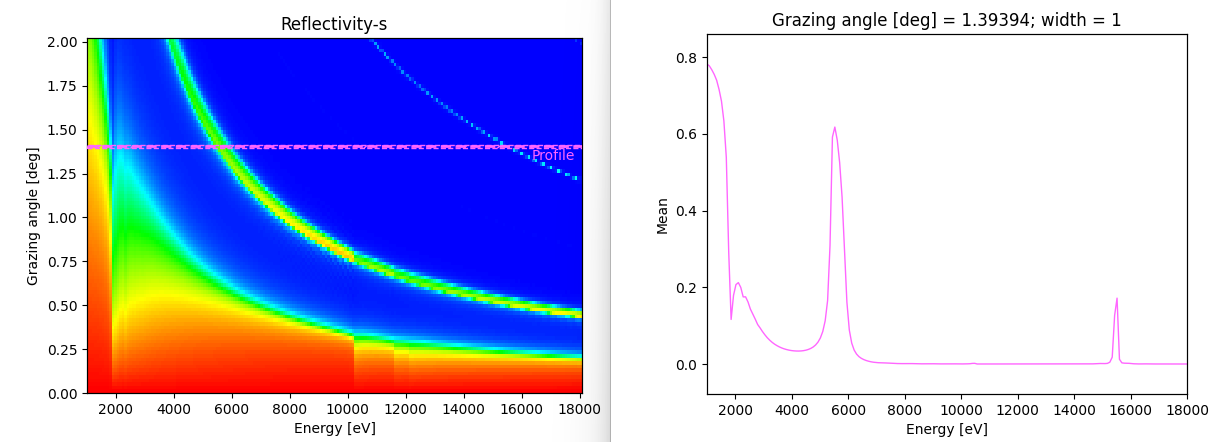 Reflectivity-s
2.00
1.75
1.50
1.25
1.00
0.75
0.50
0.25
0.00
Grazing angle [deg]
Profile
2000 4000 6000 8000 10000 12000 14000 16000 18000
Energy [eV]
Grazing angle [deg] = 1.39394; width = 1
0.8
0.6
0.4
0.2
0.0
Mean
2000 4000 6000 8000 10000 12000 14000 16000 18000
Energy [eV]